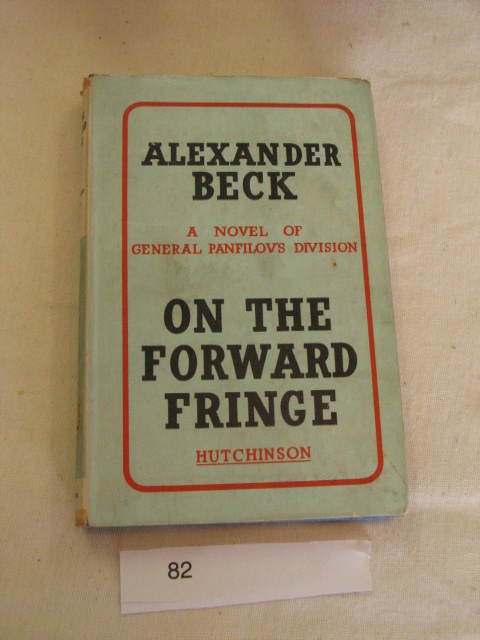 ALEXANDER
BECK
A NOVEL OF
GENERAL PANFILOV'S DIVISION
ON THE
FORWARD
FRINGE
HUTCHINSON
82